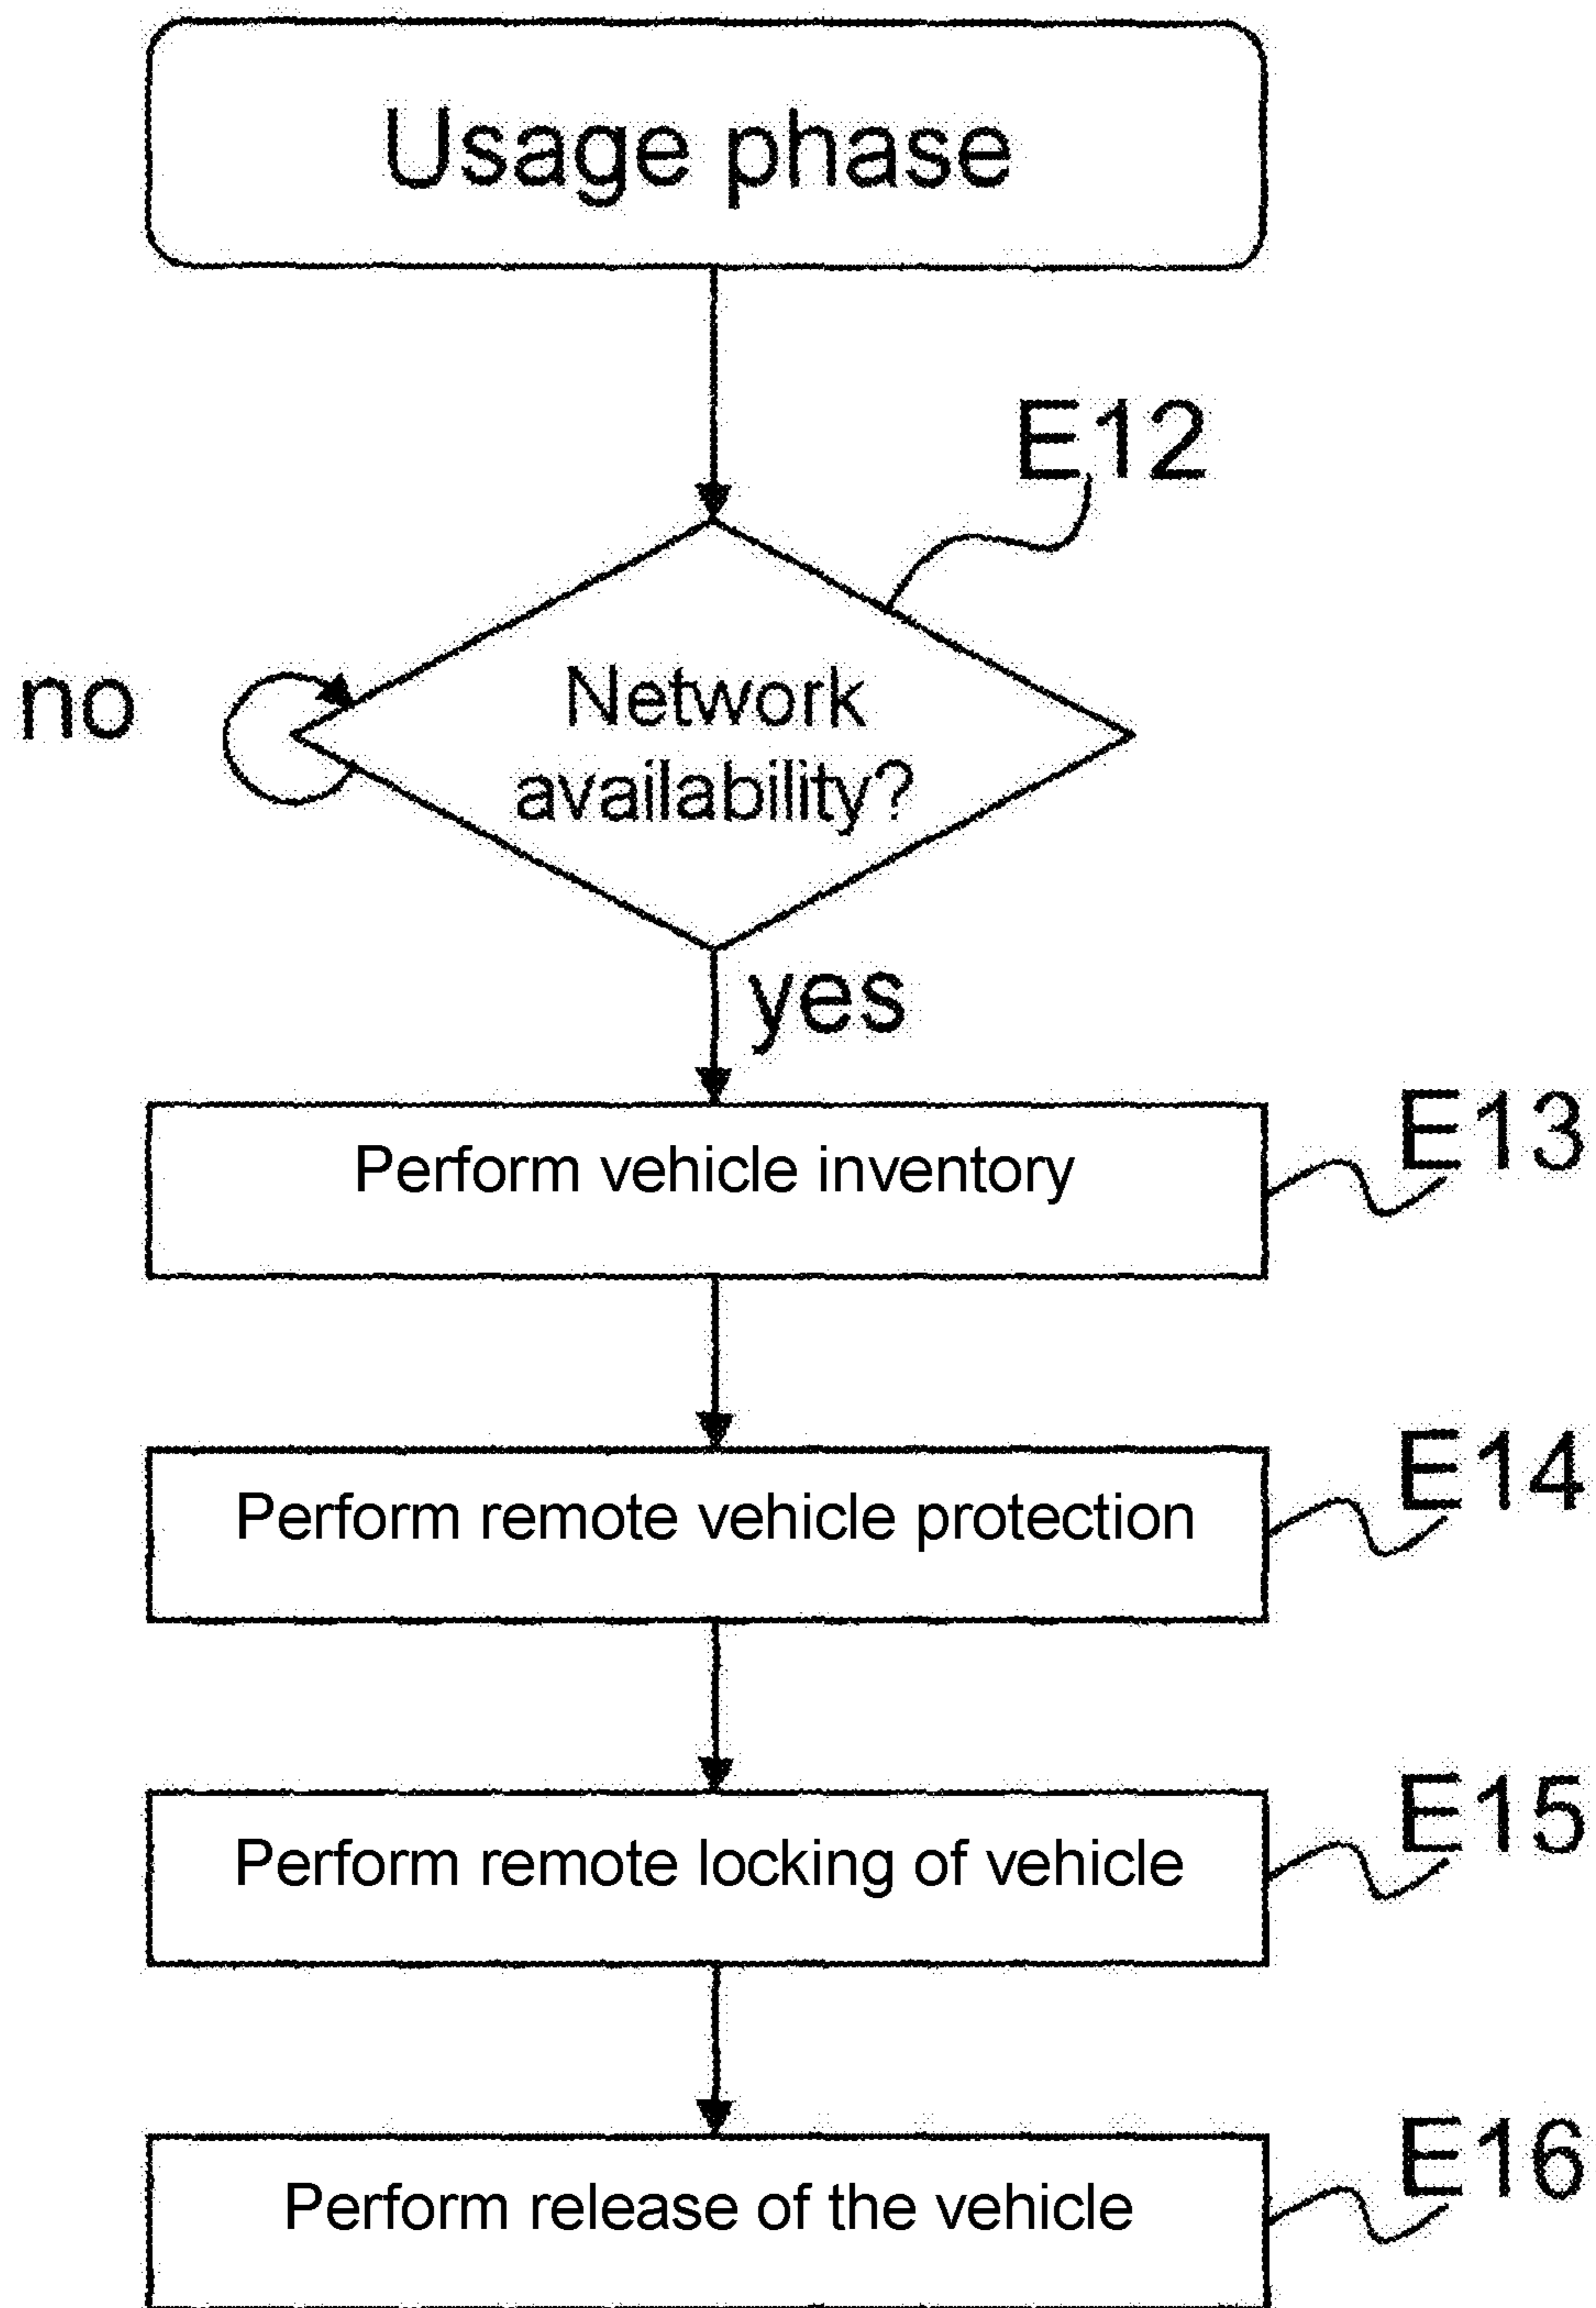 Usage phase
E12
no
Network
availability?
yes
Perform vehicle inventory
E13
Perform remote vehicle protection
E14
Perform remote locking of vehicle
E15
Perform release of the vehicle
E16